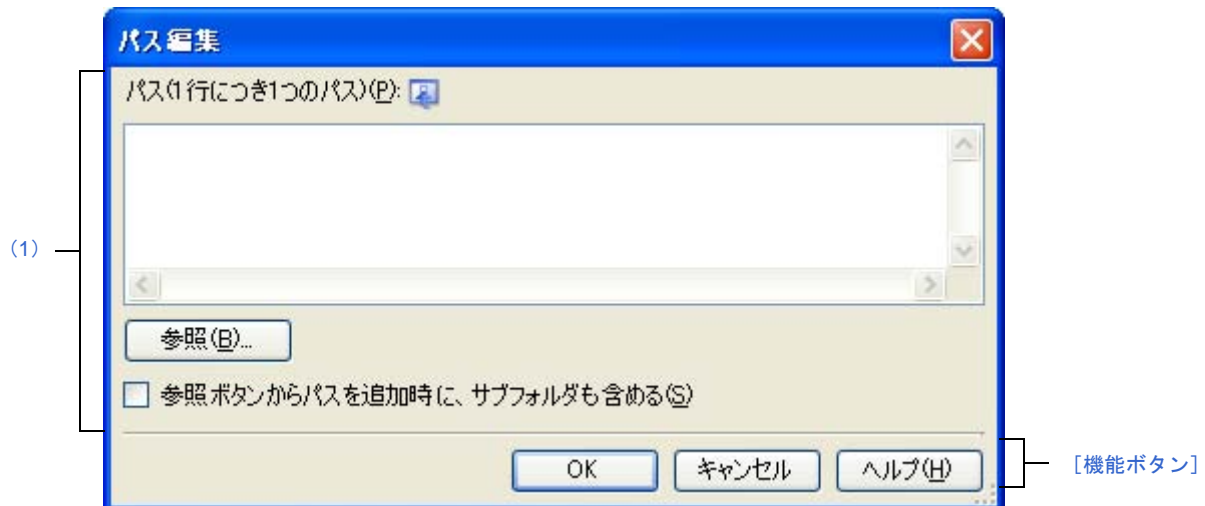 パス編集
パス(1行につき1つのパス)(P):
(1)
参照(B)...
参照ボタンからパスを追加時に、サブフォルダも含める(S)
OK キャンセル ヘルプ(H)
[機能ボタン]